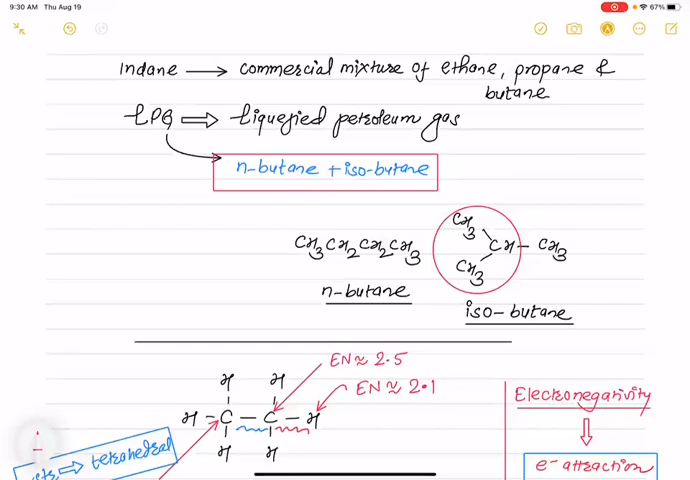 9:30 AM Thu Aug 19
67%
Indane → commercial mixture of ethane, propane &
butane
LPG ⇒ liquefied petroleum gas
n-butane + iso-butane
CH3CH2CH2CH3
CH3
CH - CH3
CH3
n-butane
iso-butane
EN ≈ 2.5
EN ≈ 2.1
H H
H - C - C - H
H H
Electronegativity
⇓
e- attraction
⇒ tetrahedral